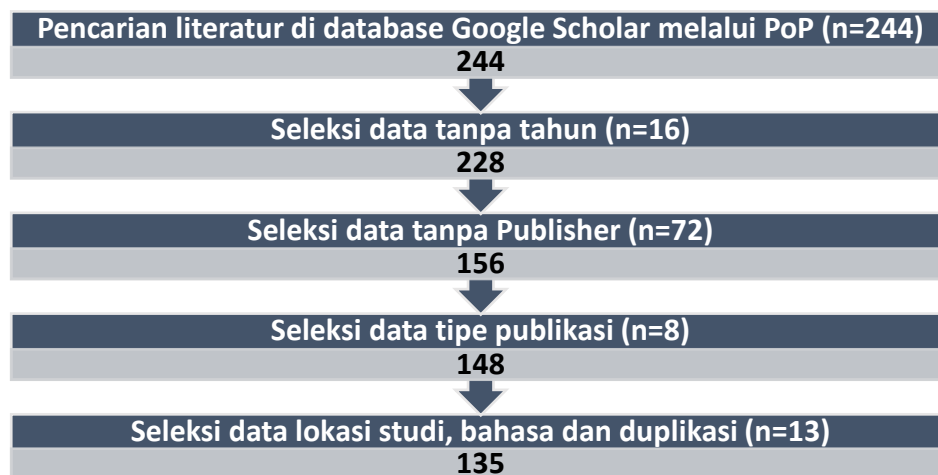 Pencarian literatur di database Google Scholar melalui PoP (n=244)
244
Seleksi data tanpa tahun (n=16)
228
Seleksi data tanpa Publisher (n=72)
156
Seleksi data tipe publikasi (n=8)
148
Seleksi data lokasi studi, bahasa dan duplikasi (n=13)
135